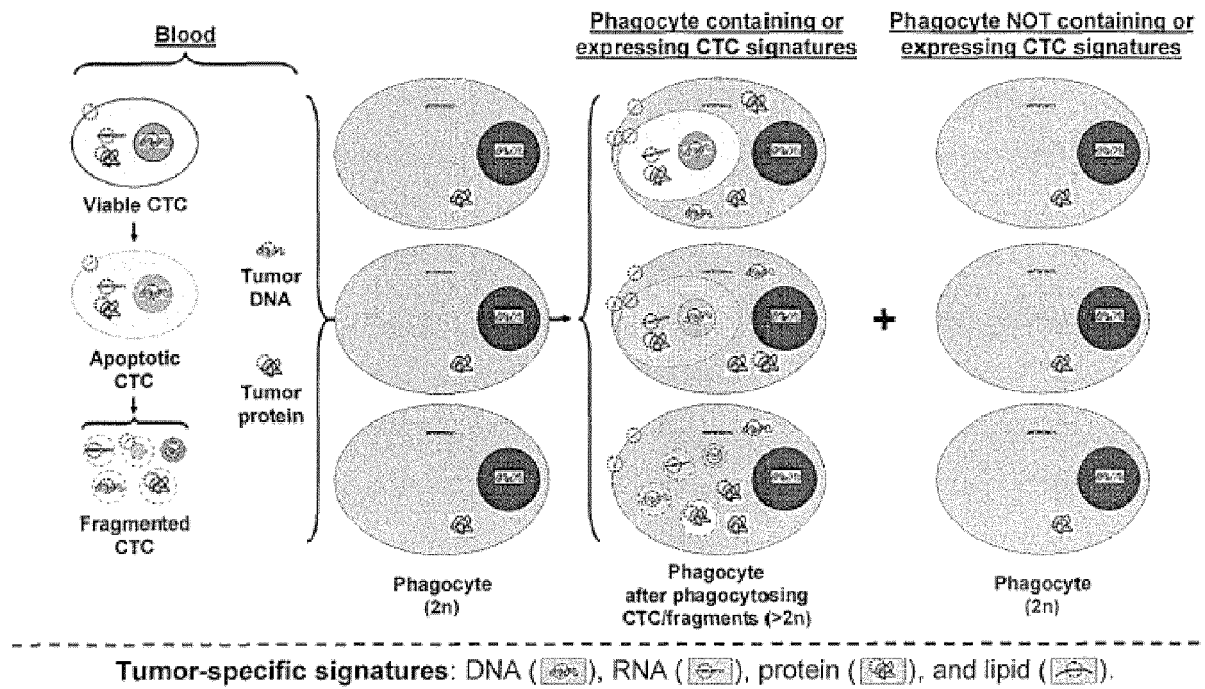 Blood
Phagocyte containing or
expressing CTC signatures
Phagocyte NOT containing or
expressing CTC signatures
Viable CTC
Tumor
DNA
Apoptotic
CTC
Tumor
protein
+
Fragmented
CTC
Phagocyte
(2n)
Phagocyte
after phagocytosing
CTC/fragments (>2n)
Phagocyte
(2n)
Tumor-specific signatures: DNA ( ), RNA ( ), protein ( ), and lipid ( ).